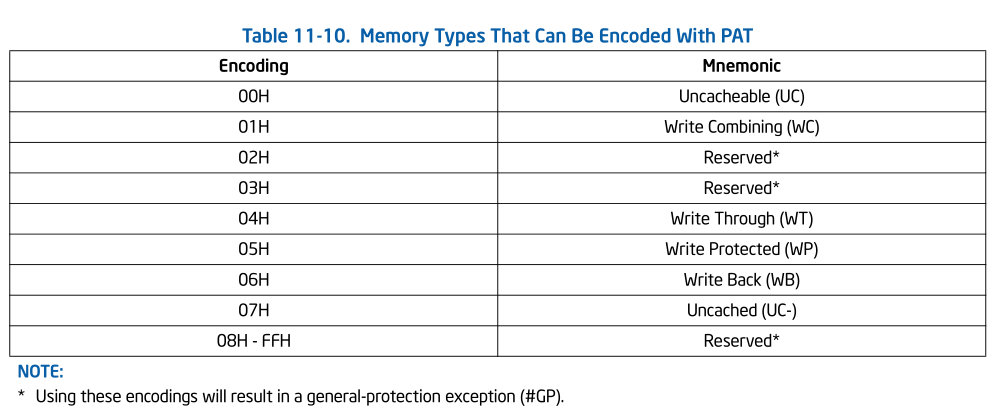 Table 11-10. Memory Types That Can Be Encoded With PAT
Encoding Mnemonic
00H Uncacheable (UC)
01H Write Combining (WC)
02H Reserved*
03H Reserved*
04H Write Through (WT)
05H Write Protected (WP)
06H Write Back (WB)
07H Uncached (UC-)
08H - FFH Reserved*
NOTE:
* Using these encodings will result in a general-protection exception (#GP).